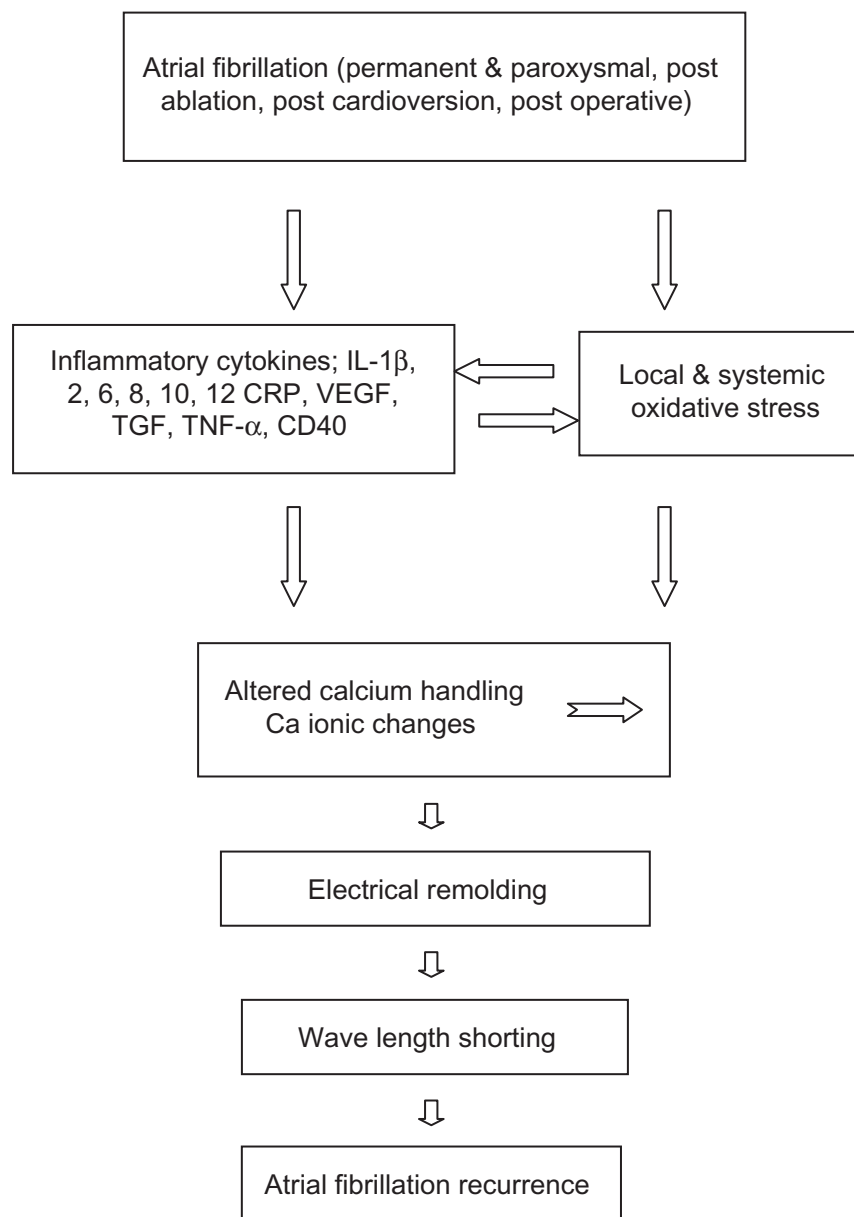 Atrial fibrillation (permanent & paroxysmal, post
ablation, post cardioversion, post operative)
Inflammatory cytokines; IL-1β,
2, 6, 8, 10, 12 CRP, VEGF,
TGF, TNF-α, CD40
Local & systemic
oxidative stress
Altered calcium handling
Ca ionic changes
Electrical remolding
Wave length shorting
Atrial fibrillation recurrence